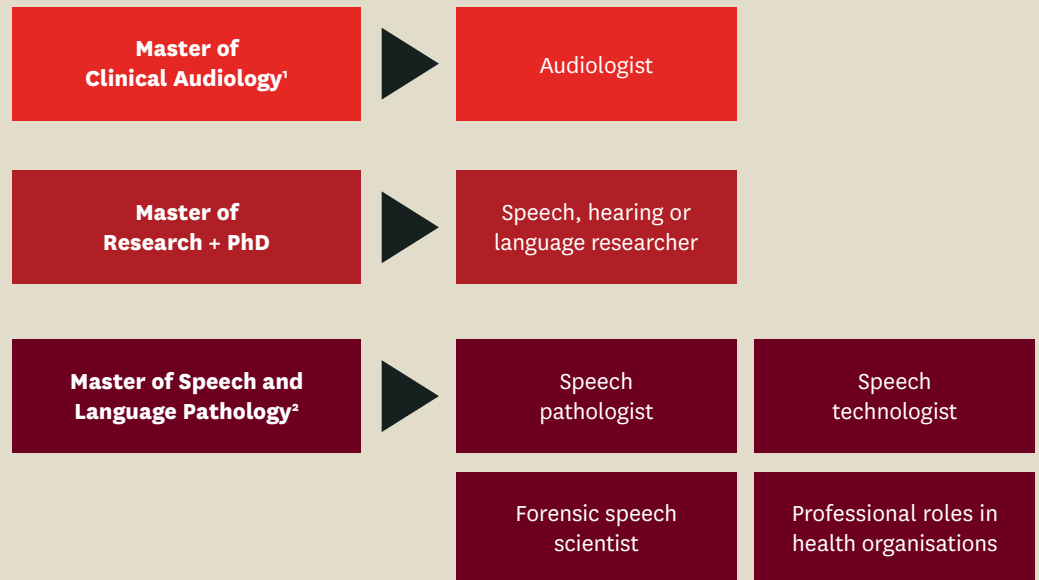 Master of
Clinical Audiology¹
Audiologist
Master of
Research + PhD
Speech, hearing or
language researcher
Master of Speech and
Language Pathology²
Speech
pathologist
Speech
technologist
Forensic speech
scientist
Professional roles in
health organisations